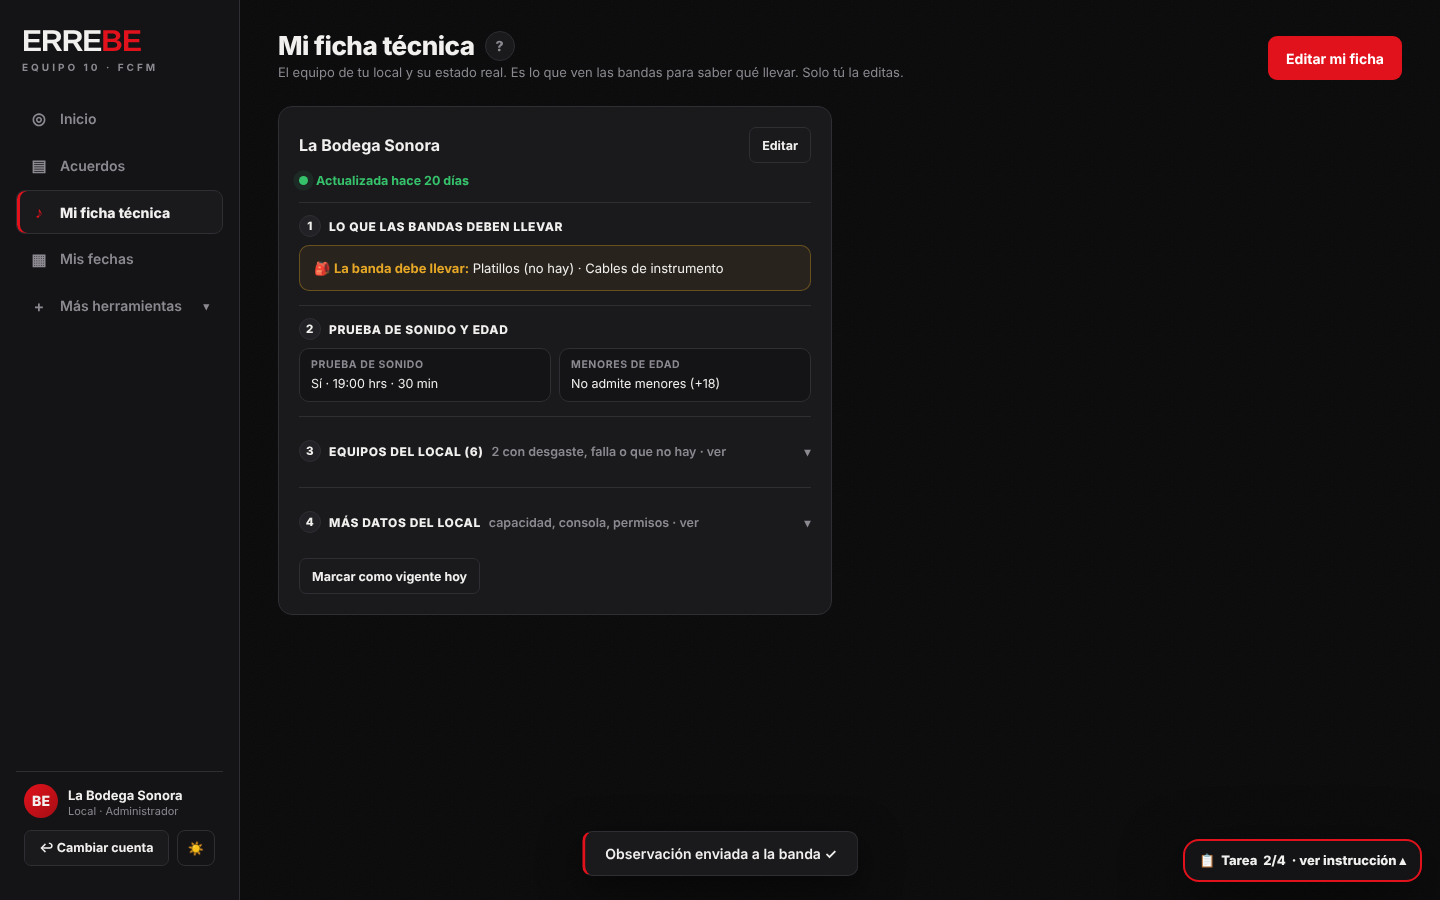 ERREBE
EQUIPO 10 · FCFM
Inicio
Acuerdos
Mi ficha técnica
Mis fechas
+ Más herramientas ▾
La Bodega Sonora
Local · Administrador
BE
↩ Cambiar cuenta
Mi ficha técnica ?
El equipo de tu local y su estado real. Es lo que ven las bandas para saber qué llevar. Solo tú la editas.
Editar mi ficha
La Bodega Sonora
Editar
Actualizada hace 20 días
1 LO QUE LAS BANDAS DEBEN LLEVAR
🎒 La banda debe llevar: Platillos (no hay) · Cables de instrumento
2 PRUEBA DE SONIDO Y EDAD
PRUEBA DE SONIDO
Sí · 19:00 hrs · 30 min
MENORES DE EDAD
No admite menores (+18)
3 EQUIPOS DEL LOCAL (6) 2 con desgaste, falla o que no hay · ver ▾
4 MÁS DATOS DEL LOCAL capacidad, consola, permisos · ver ▾
Marcar como vigente hoy
Observación enviada a la banda ✓
📋 Tarea 2/4 · ver instrucción ▴